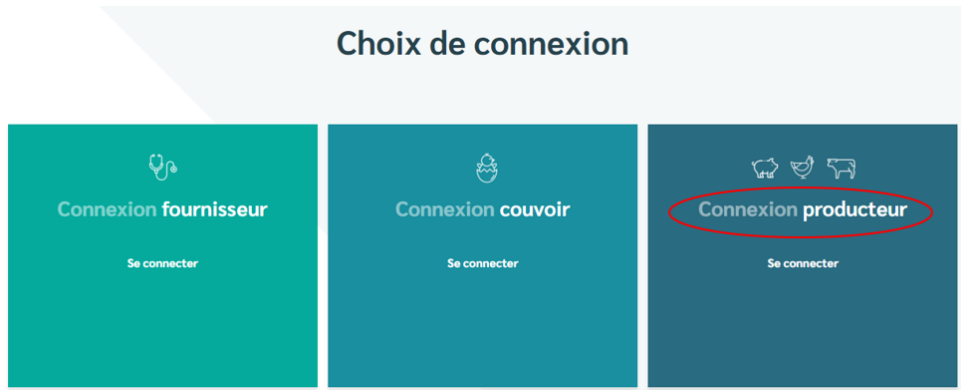 Choix de connexion
Connexion fournisseur
Se connecter
Connexion couvoir
Se connecter
Connexion producteur
Se connecter